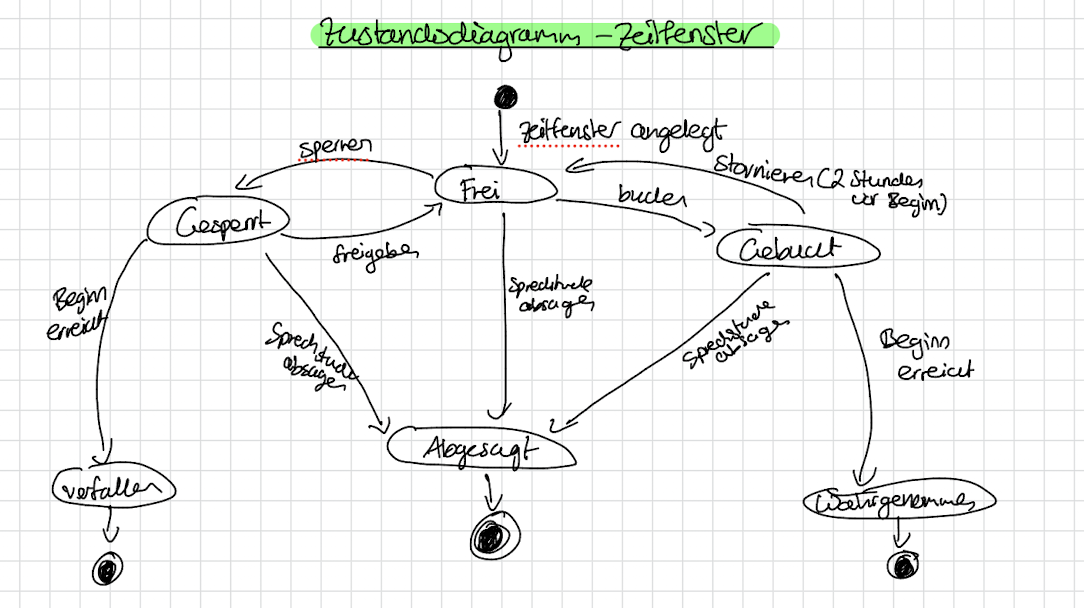 Zustandsdiagramm – Zeitfenster
Zeitfenster angelegt
sperren
Frei
Stornieren (2 Stunden
vor Beginn)
buchen
Gesperrt
freigeben
Gebucht
Beginn
erreicht
Sprechstunde
absagen
Sprechstunde
absagen
Sprechstunde
absagen
Beginn
erreicht
Abgesagt
verfallen
Wahrgenommen